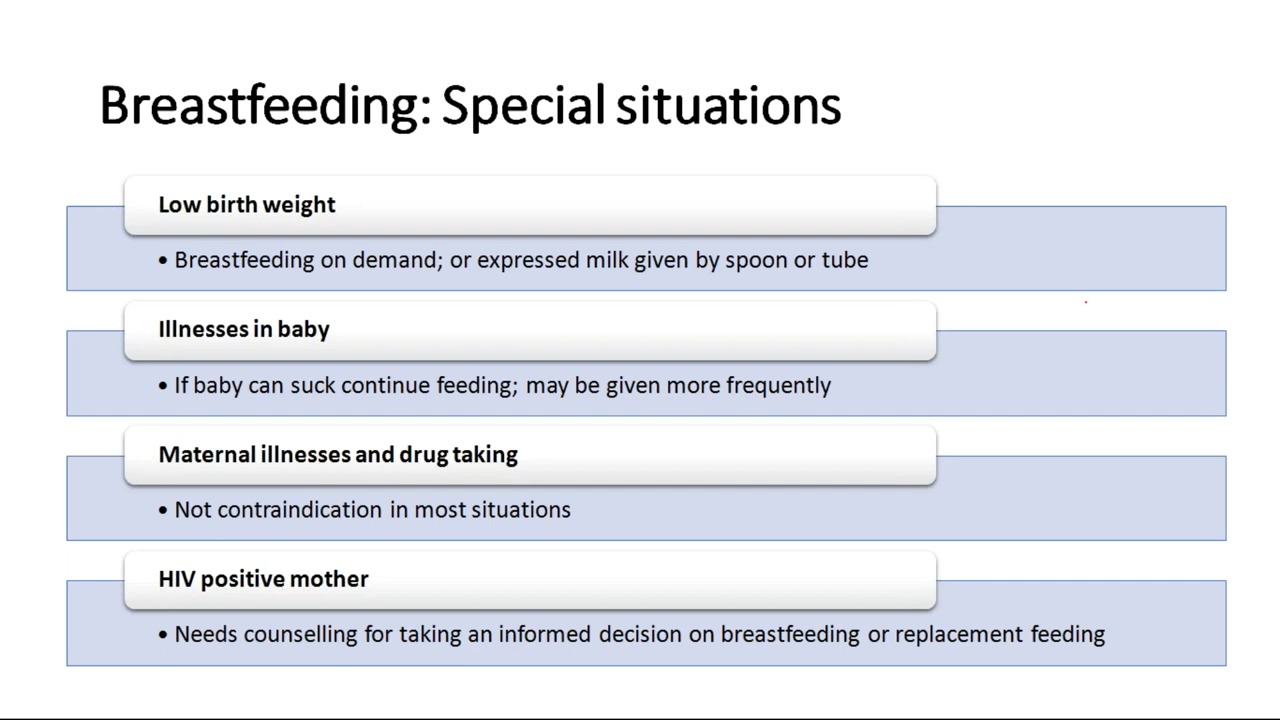 Breastfeeding: Special situations
Low birth weight
• Breastfeeding on demand; or expressed milk given by spoon or tube
Illnesses in baby
• If baby can suck continue feeding; may be given more frequently
Maternal illnesses and drug taking
• Not contraindication in most situations
HIV positive mother
• Needs counselling for taking an informed decision on breastfeeding or replacement feeding